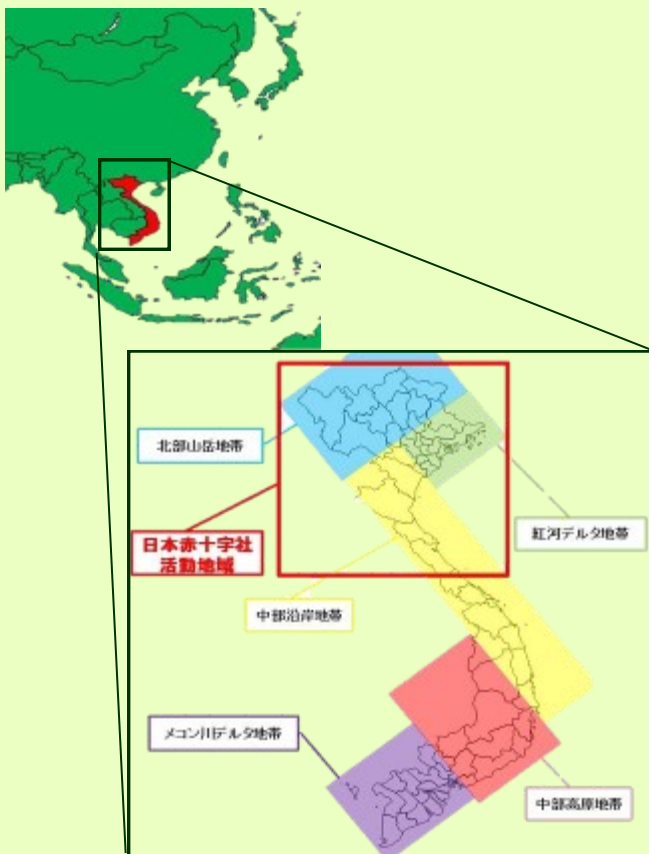 北部山岳地帯
紅河デルタ地帯
日本赤十字社
活動地域
中部沿岸地帯
メコン川デルタ地帯
中部高原地帯